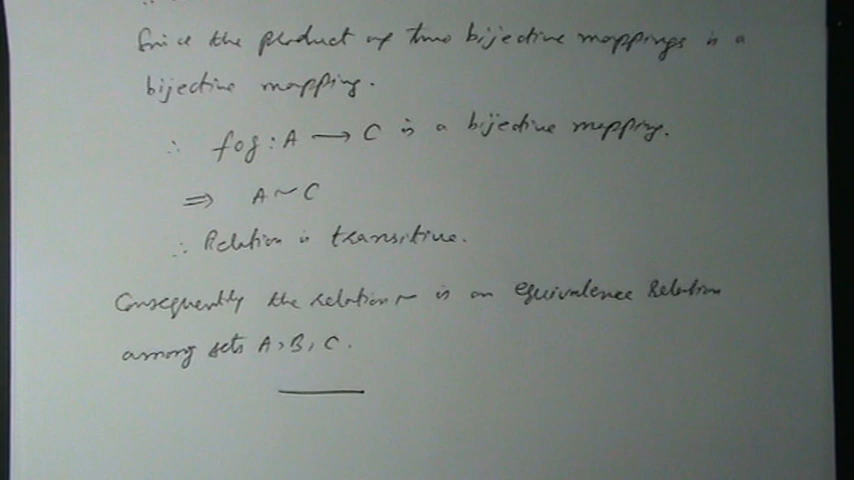 Since the product of two bijective mappings is a
bijective mapping.
∴ fog : A ⟶ C is a bijective mapping.
⇒ A ~ C
∴ Relation is transitive.
Consequently the relation ~ is an equivalence Relation
among sets A, B, C.